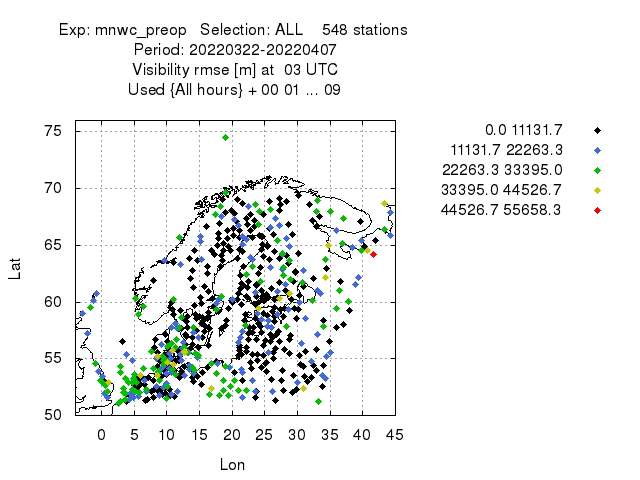 Exp: mnwc_preop   Selection: ALL    548 stations
Period: 20220322-20220407
Visibility rmse [m] at  03 UTC
Used {All hours} + 00 01 ... 09
0.0 11131.7
11131.7 22263.3
22263.3 33395.0
33395.0 44526.7
44526.7 55658.3
75
70
65
60
55
50
Lat
0 5 10 15 20 25 30 35 40 45
Lon